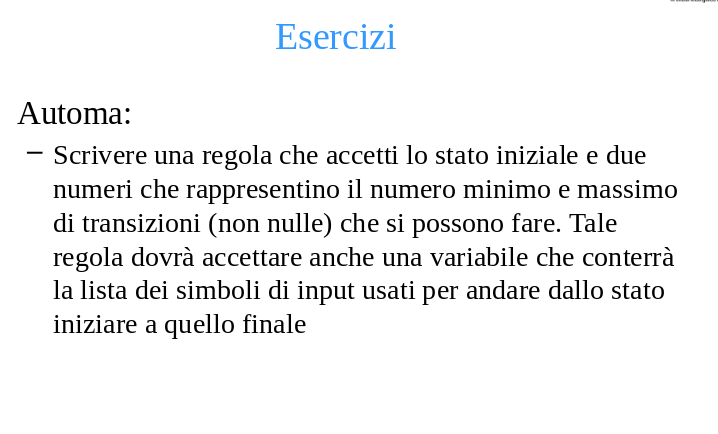 Esercizi
Automa:
– Scrivere una regola che accetti lo stato iniziale e due
numeri che rappresentino il numero minimo e massimo
di transizioni (non nulle) che si possono fare. Tale
regola dovrà accettare anche una variabile che conterrà
la lista dei simboli di input usati per andare dallo stato
iniziare a quello finale